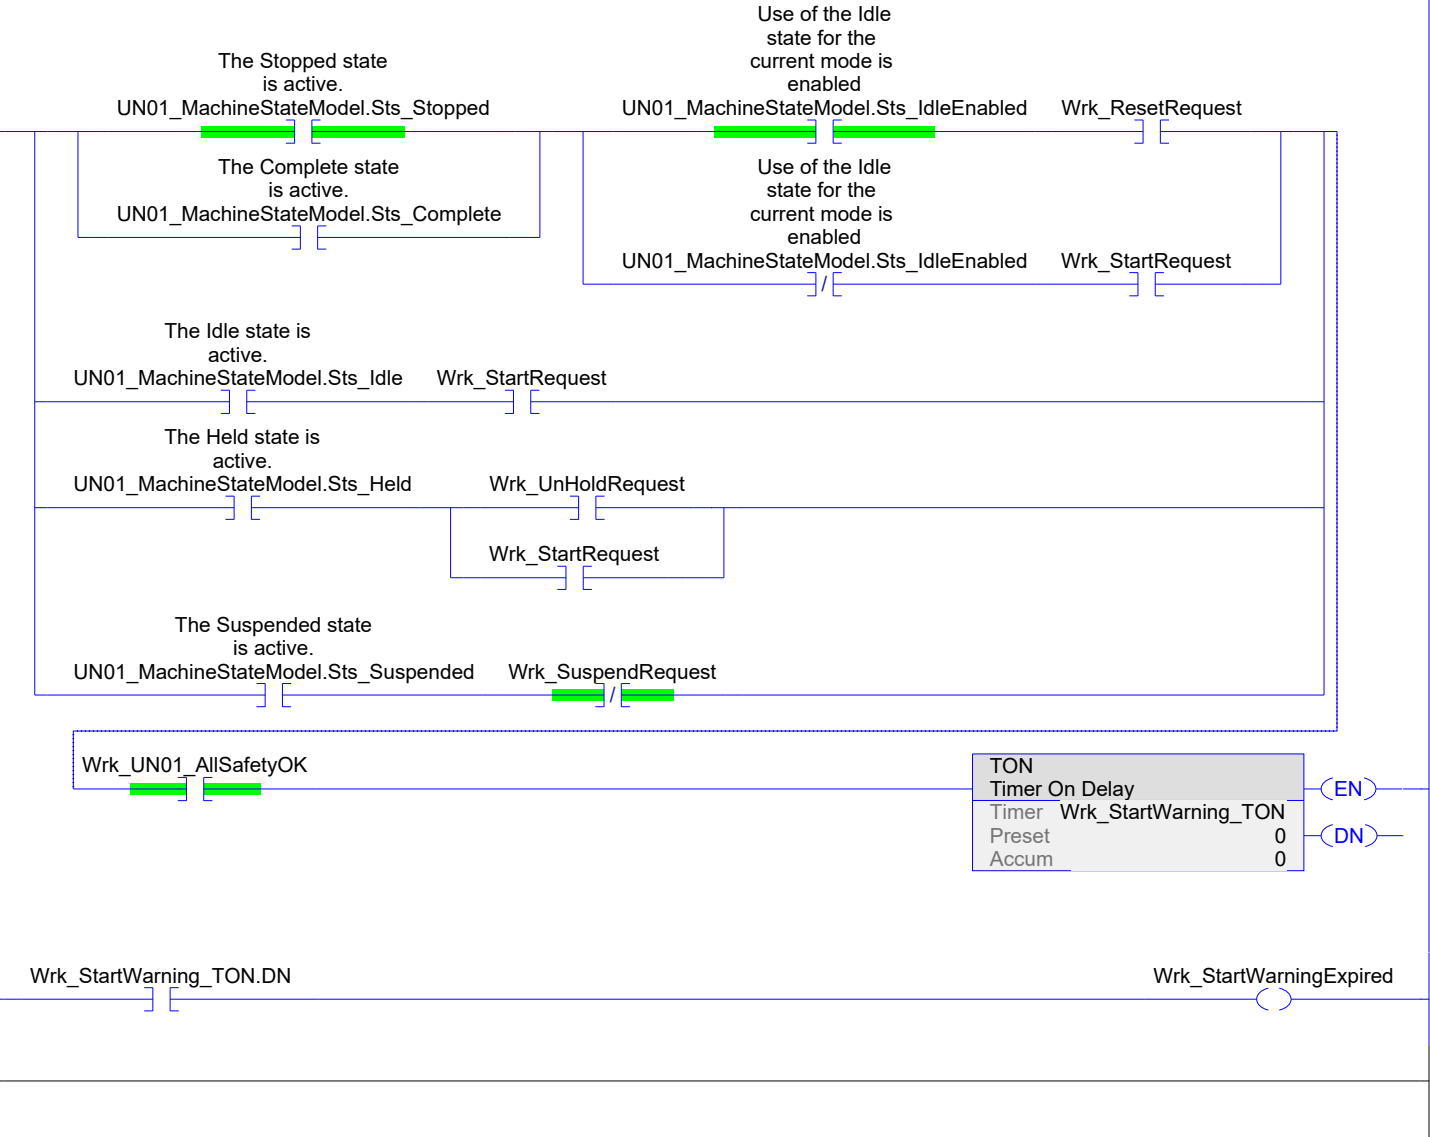 Use of the Idle
state for the
current mode is
enabled
The Stopped state
is active.
UN01_MachineStateModel.Sts_Stopped
UN01_MachineStateModel.Sts_IdleEnabled
Wrk_ResetRequest
The Complete state
is active.
UN01_MachineStateModel.Sts_Complete
Use of the Idle
state for the
current mode is
enabled
UN01_MachineStateModel.Sts_IdleEnabled
Wrk_StartRequest
/
The Idle state is
active.
UN01_MachineStateModel.Sts_Idle
Wrk_StartRequest
The Held state is
active.
UN01_MachineStateModel.Sts_Held
Wrk_UnHoldRequest
Wrk_StartRequest
The Suspended state
is active.
UN01_MachineStateModel.Sts_Suspended
Wrk_SuspendRequest
/
Wrk_UN01_AllSafetyOK
TON
Timer On Delay
Timer Wrk_StartWarning_TON
Preset 0
Accum 0
EN
DN
Wrk_StartWarning_TON.DN
Wrk_StartWarningExpired